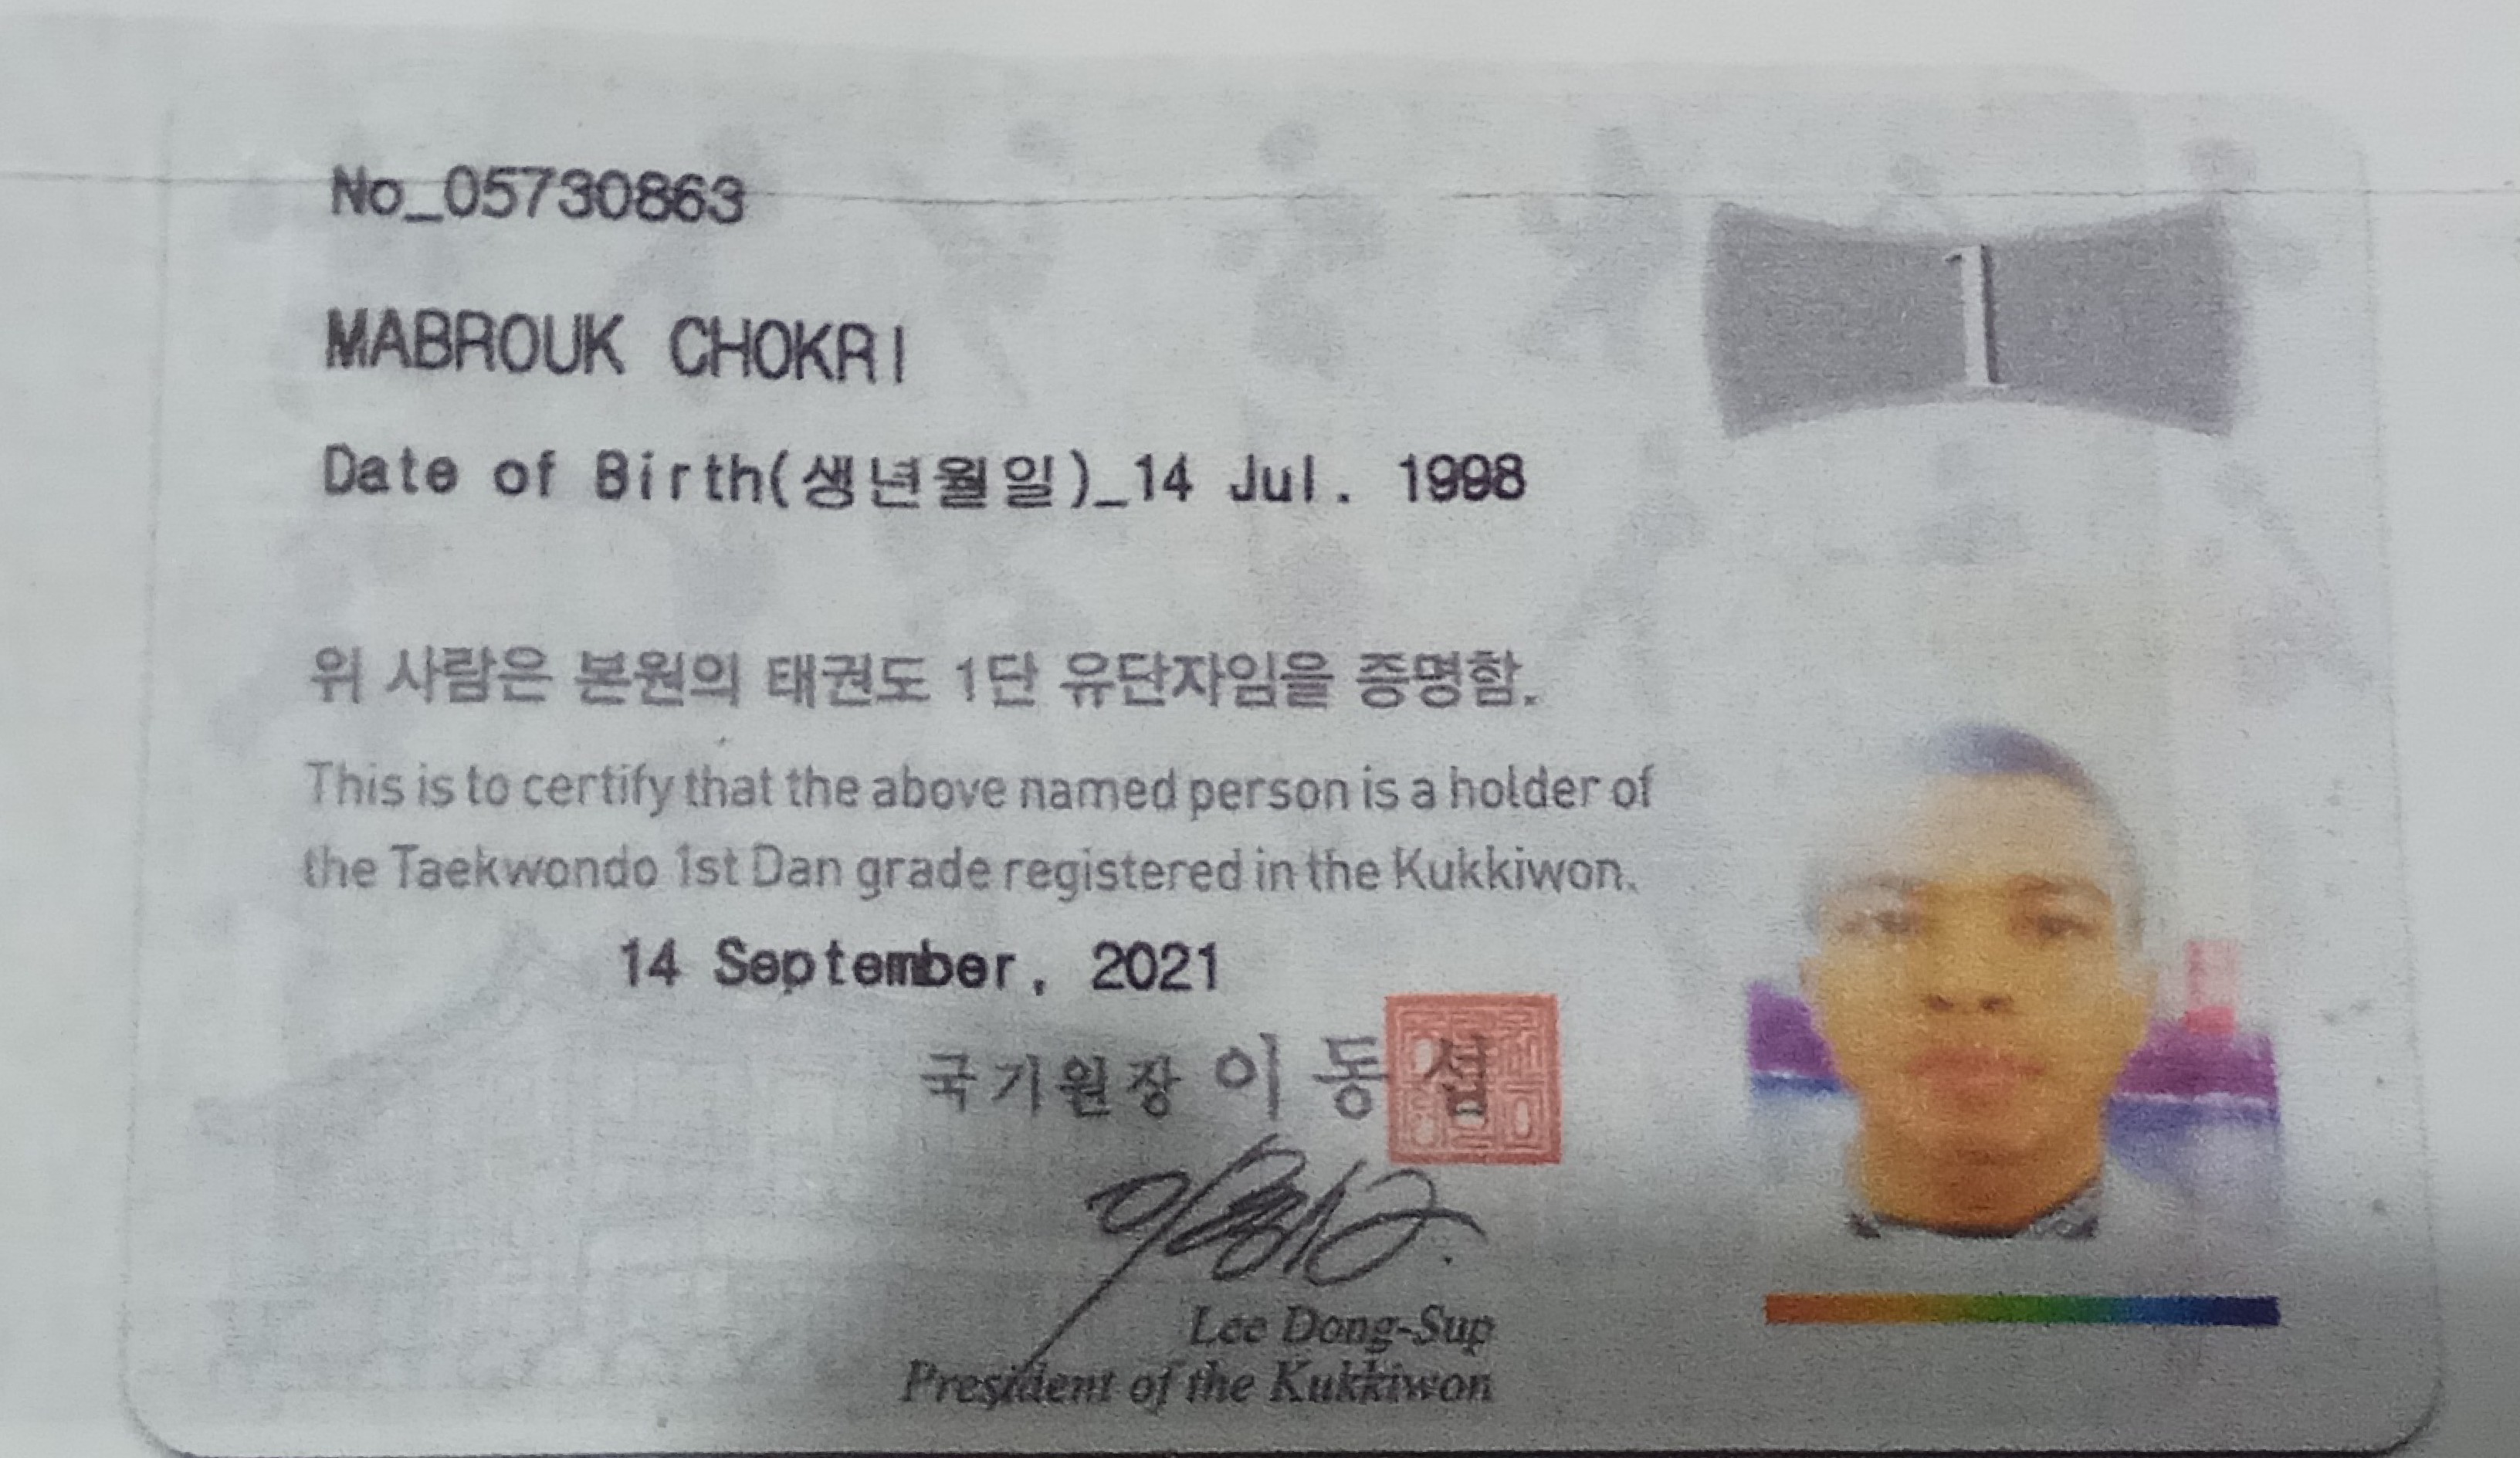 No_05730863
1
MABROUK CHOKRI
Date of Birth(생년월일)_14 Jul. 1998
위 사람은 본원의 태권도 1단 유단자임을 증명함.
This is to certify that the above named person is a holder of
the Taekwondo 1st Dan grade registered in the Kukkiwon.
14 September, 2021
국기원장 이 동 섭
Lee Dong-Sup
President of the Kukkiwon